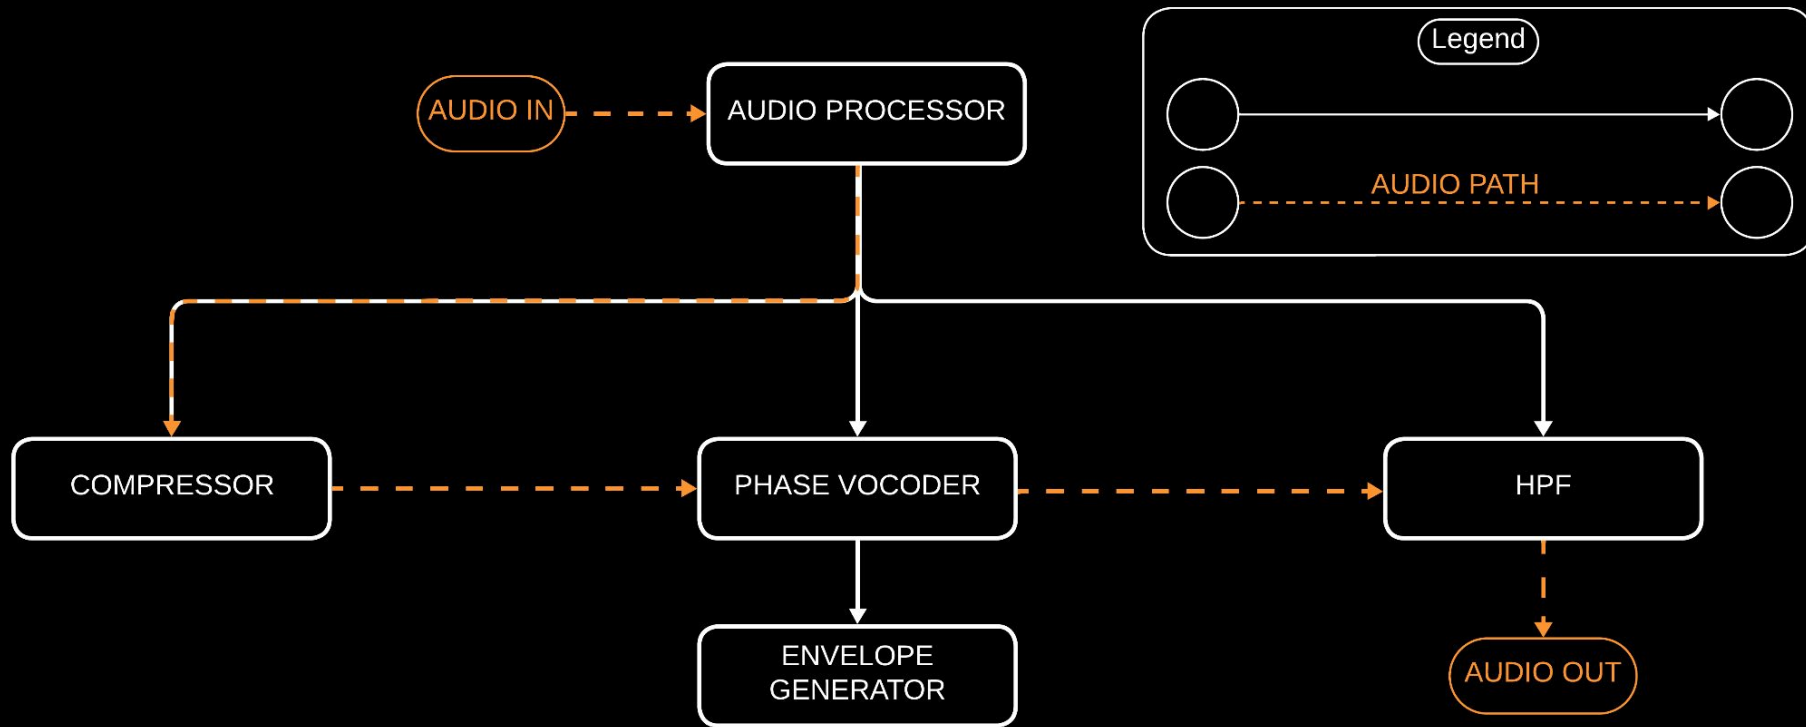 Legend
AUDIO IN
AUDIO PROCESSOR
AUDIO PATH
COMPRESSOR
PHASE VOCODER
HPF
ENVELOPE
GENERATOR
AUDIO OUT